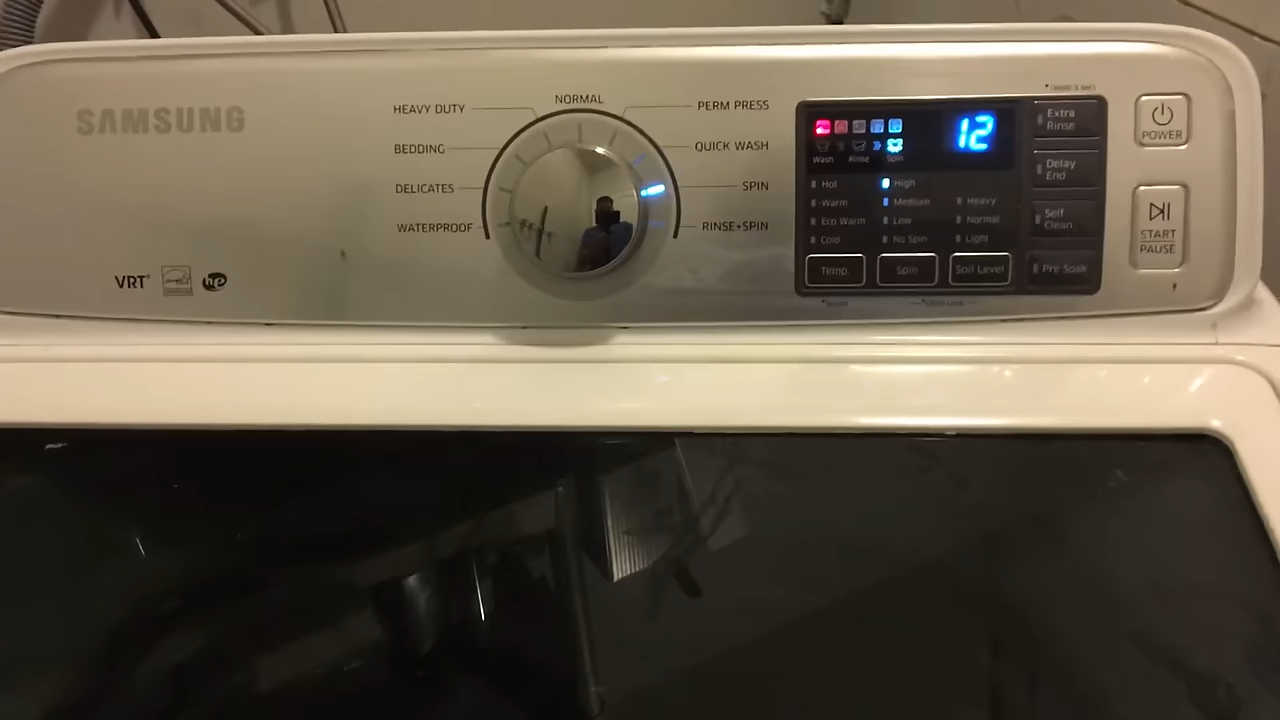 SAMSUNG
HEAVY DUTY
BEDDING
DELICATES
WATERPROOF
NORMAL
PERM PRESS
QUICK WASH
SPIN
RINSE+SPIN
VRT
he
12
Wash
Rinse
Spin
Hot
Warm
Eco Warm
Cold
High
Medium
Low
No Spin
Heavy
Normal
Light
Temp.
Spin
Soil Level
Extra
Rinse
Delay
End
Self
Clean
Pre Soak
POWER
START
PAUSE